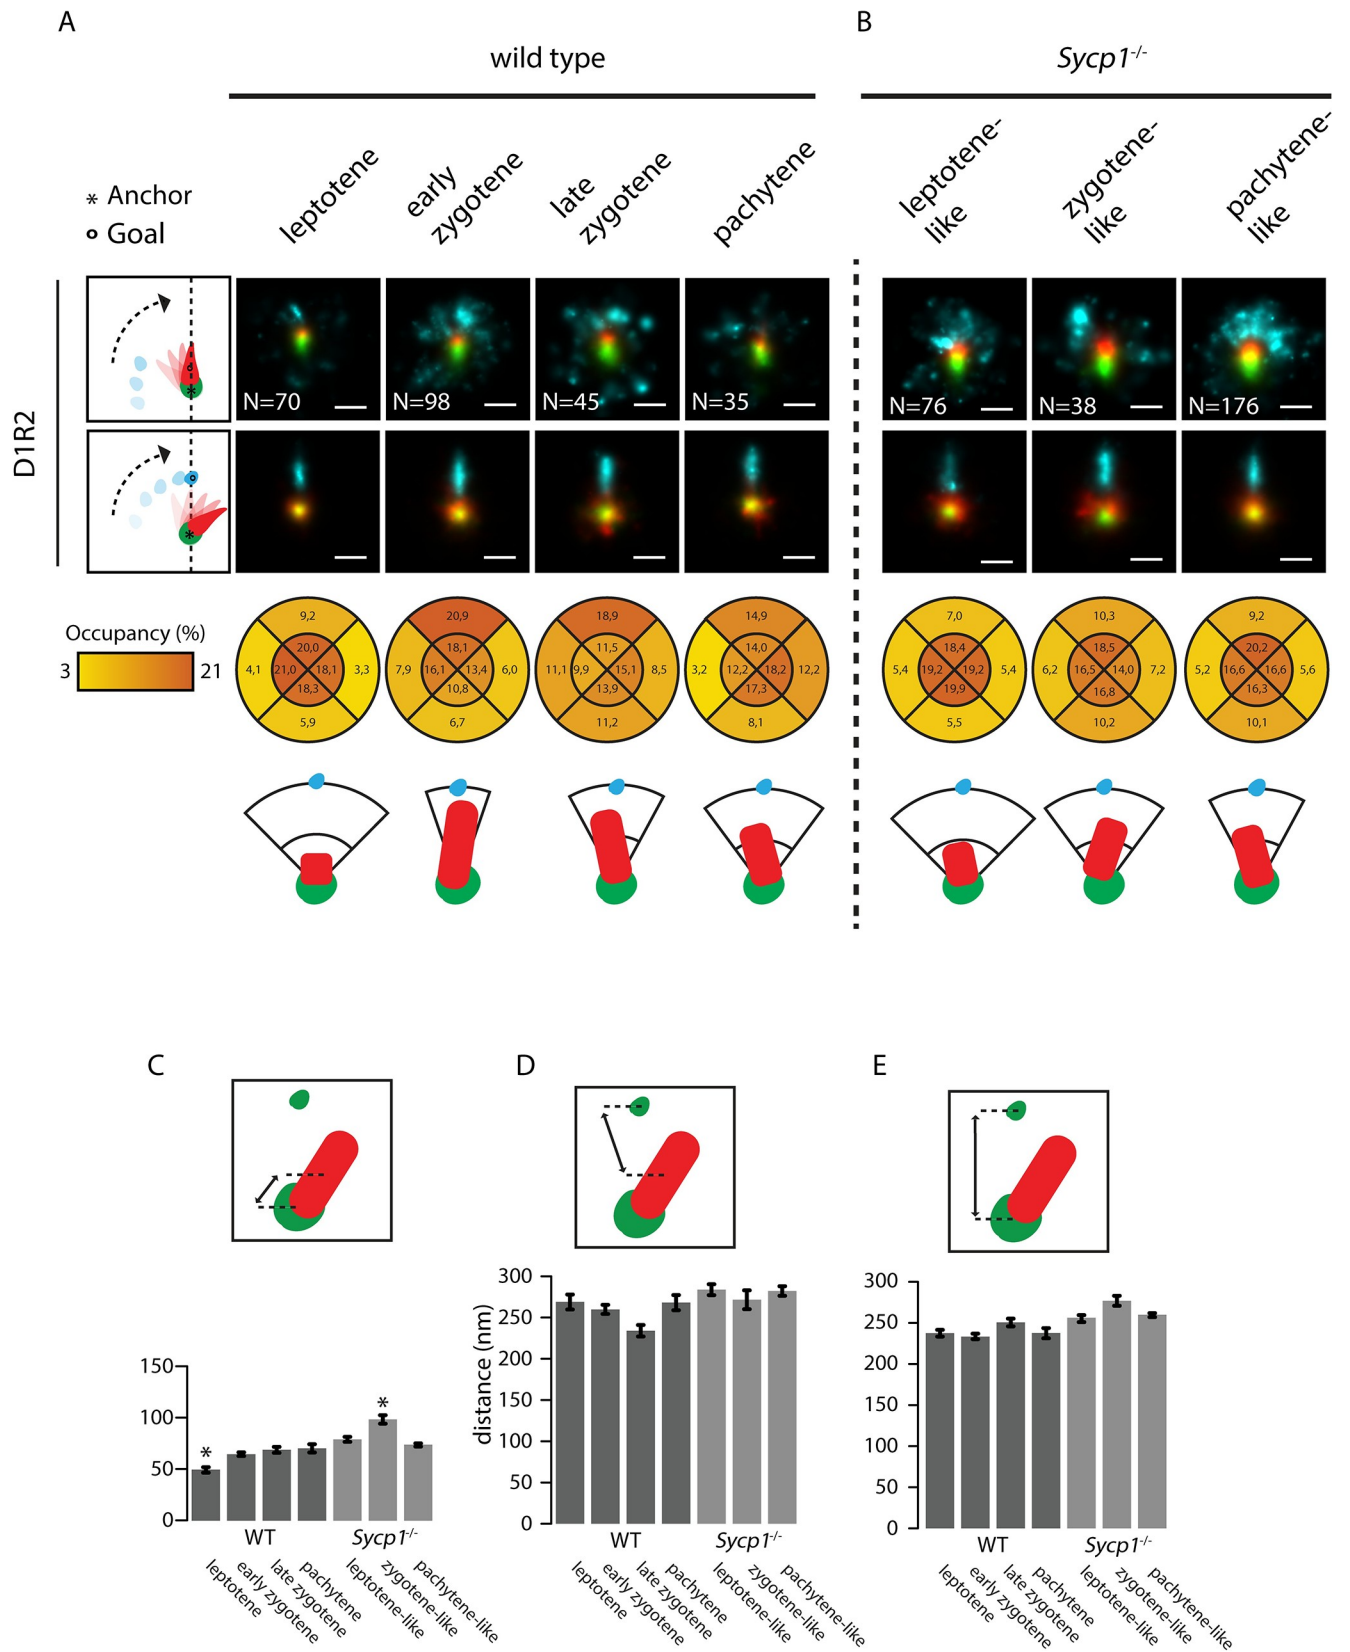 A
B
wild type
Sycp1-/-
leptotene
early
zygotene
late
zygotene
pachytene
leptotene-
like
zygotene-
like
pachytene-
like
* Anchor
o Goal
D1R2
N=70
N=98
N=45
N=35
N=76
N=38
N=176
Occupancy (%)
3
21
9,2
20,0
4,1
21,0
18,1
3,3
18,3
5,9
20,9
18,1
7,9
16,1
13,4
6,0
10,8
6,7
18,9
11,5
11,1
9,9
15,1
8,5
13,9
11,2
14,9
14,0
3,2
12,2
18,2
12,2
17,3
8,1
7,0
18,4
5,4
19,2
19,2
5,4
19,9
5,5
10,3
18,5
6,2
16,5
14,0
7,2
16,8
10,2
9,2
20,2
5,2
16,6
16,6
5,6
16,3
10,1
C
150
100
50
0
*
*
WT
Sycp1-/-
leptotene
early zygotene
late zygotene
pachytene
leptotene-like
zygotene-like
pachytene-like
D
distance (nm)
300
250
200
150
100
50
0
WT
Sycp1-/-
leptotene
early zygotene
late zygotene
pachytene
leptotene-like
zygotene-like
pachytene-like
E
300
250
200
150
100
50
0
WT
Sycp1-/-
leptotene
early zygotene
late zygotene
pachytene
leptotene-like
zygotene-like
pachytene-like